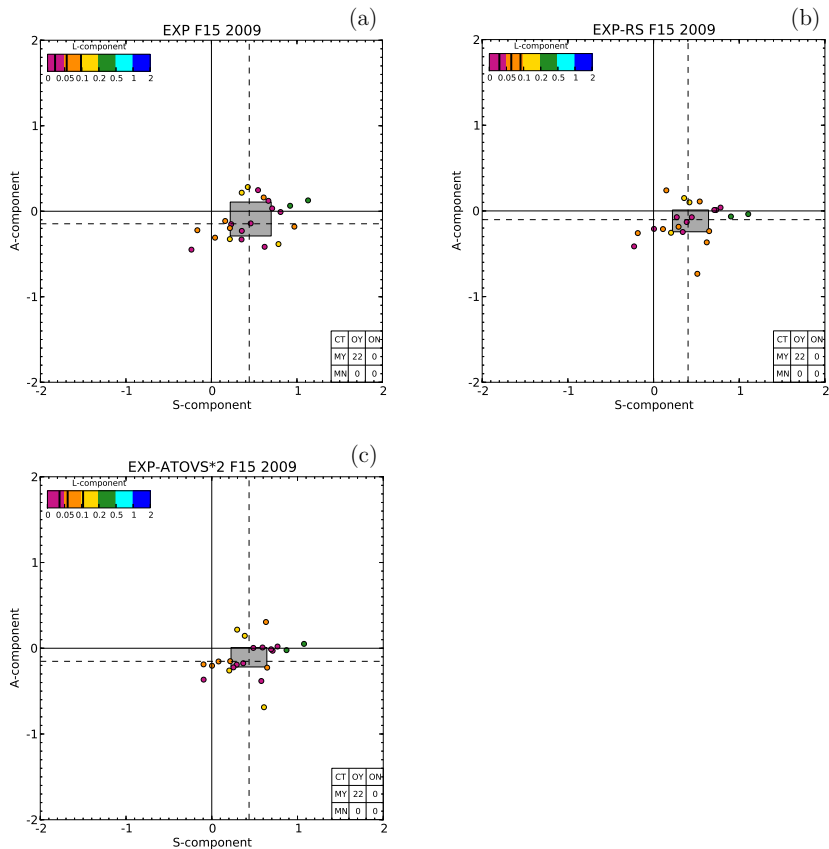 (a)
EXP F15 2009
L-component
0 0.05 0.1 0.2 0.5 1 2
2
1
0
-1
-2
A-component
CT OY ON
MY 22 0
MN 0 0
-2 -1 0 1 2
S-component
(b)
EXP-RS F15 2009
L-component
0 0.05 0.1 0.2 0.5 1 2
2
1
0
-1
-2
A-component
CT OY ON
MY 22 0
MN 0 0
-2 -1 0 1 2
S-component
(c)
EXP-ATOVS*2 F15 2009
L-component
0 0.05 0.1 0.2 0.5 1 2
2
1
0
-1
-2
A-component
CT OY ON
MY 22 0
MN 0 0
-2 -1 0 1 2
S-component